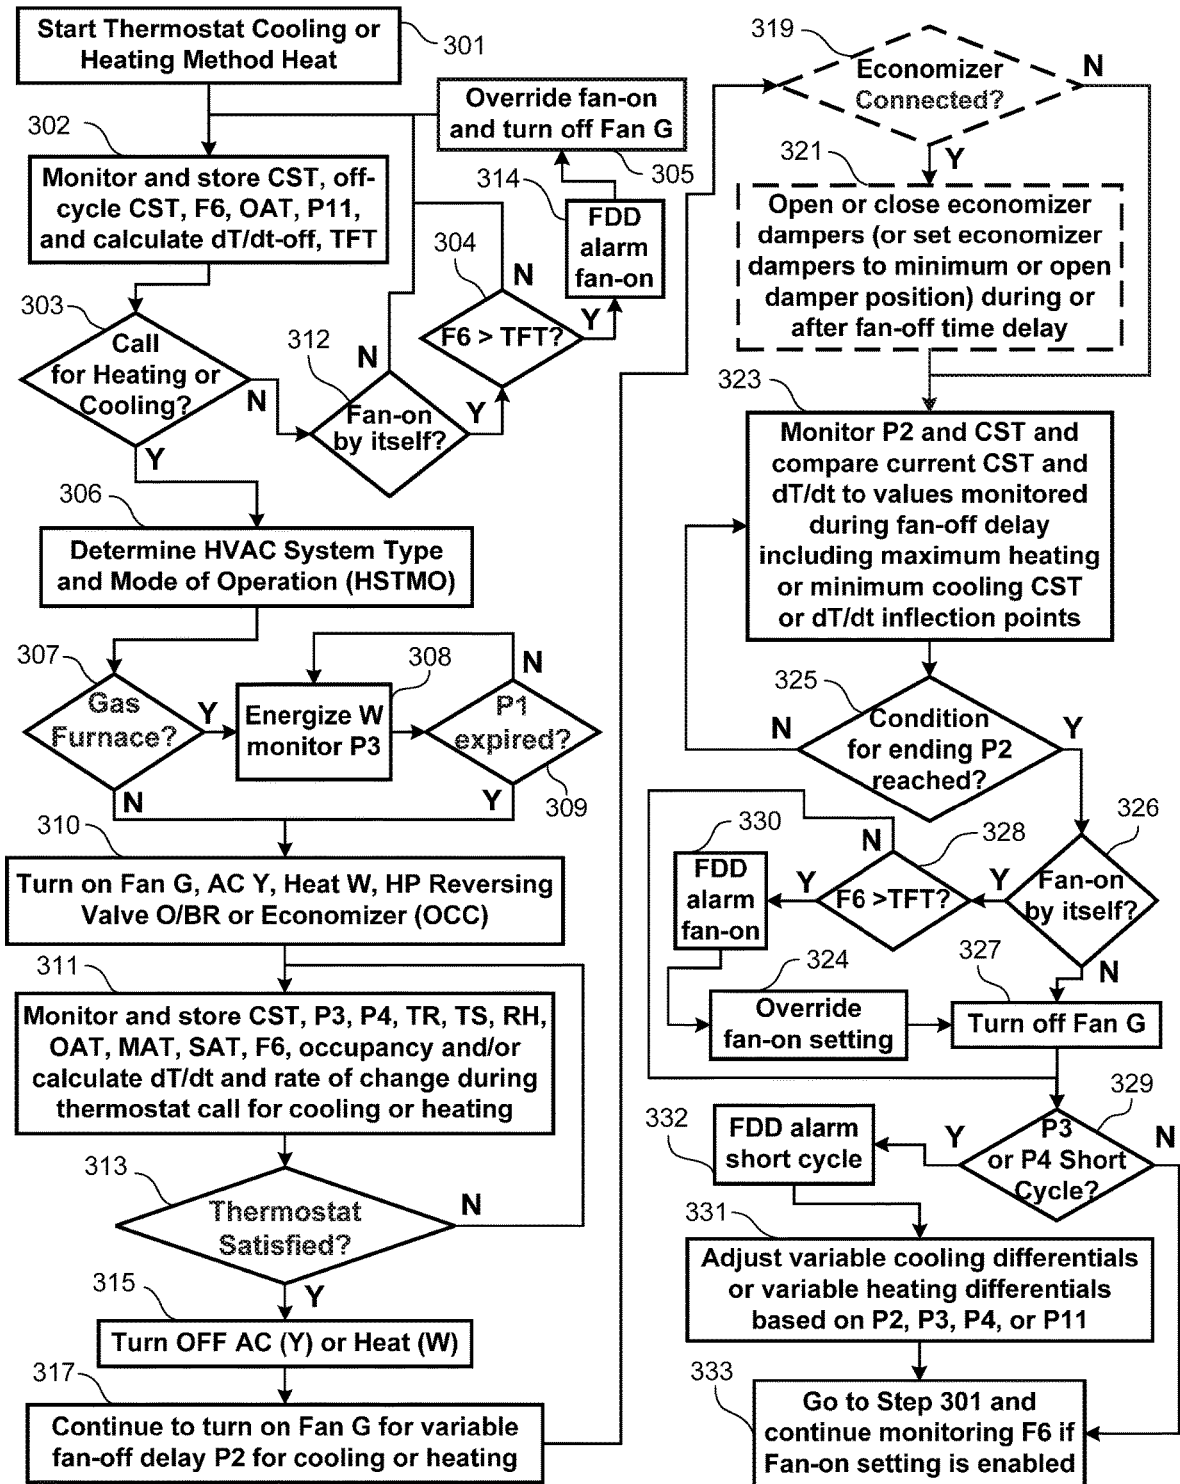 Start Thermostat Cooling or
Heating Method Heat
301
Override fan-on
and turn off Fan G
305
302
Monitor and store CST, off-
cycle CST, F6, OAT, P11,
and calculate dT/dt-off, TFT
314
FDD
alarm
fan-on
304
F6 > TFT?
N
Y
303
Call
for Heating or
Cooling?
N
Y
312
Fan-on
by itself?
N
Y
306
Determine HVAC System Type
and Mode of Operation (HSTMO)
307
Gas
Furnace?
Y
N
308
Energize W
monitor P3
P1
expired?
N
Y
309
310
Turn on Fan G, AC Y, Heat W, HP Reversing
Valve O/BR or Economizer (OCC)
311
Monitor and store CST, P3, P4, TR, TS, RH,
OAT, MAT, SAT, F6, occupancy and/or
calculate dT/dt and rate of change during
thermostat call for cooling or heating
313
Thermostat
Satisfied?
N
Y
315
Turn OFF AC (Y) or Heat (W)
317
Continue to turn on Fan G for variable
fan-off delay P2 for cooling or heating
319
Economizer
Connected?
N
Y
321
Open or close economizer
dampers (or set economizer
dampers to minimum or open
damper position) during or
after fan-off time delay
323
Monitor P2 and CST and
compare current CST and
dT/dt to values monitored
during fan-off delay
including maximum heating
or minimum cooling CST
or dT/dt inflection points
325
Condition
for ending P2
reached?
N
Y
326
Fan-on
by itself?
Y
N
328
F6 >TFT?
N
Y
330
FDD
alarm
fan-on
324
Override
fan-on setting
327
Turn off Fan G
329
P3
or P4 Short
Cycle?
Y
N
332
FDD alarm
short cycle
331
Adjust variable cooling differentials
or variable heating differentials
based on P2, P3, P4, or P11
333
Go to Step 301 and
continue monitoring F6 if
Fan-on setting is enabled